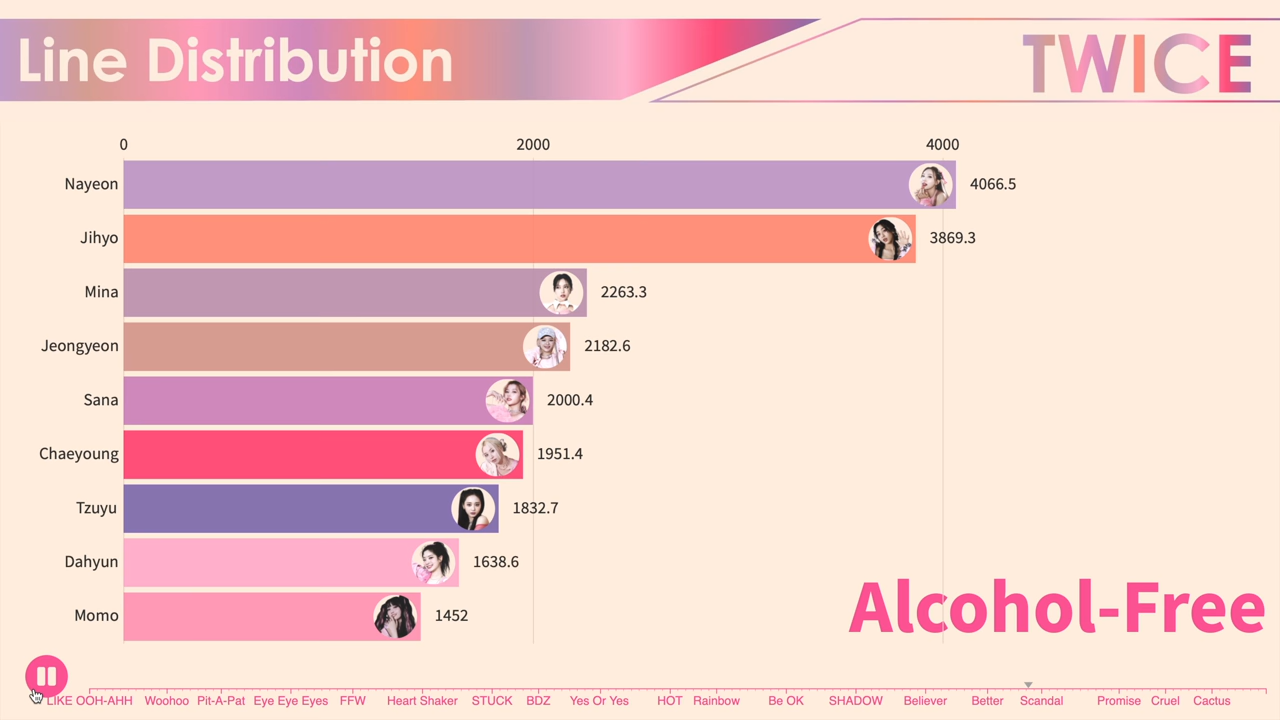 Line Distribution
TWICE
0 2000 4000
Nayeon 4066.5
Jihyo 3869.3
Mina 2263.3
Jeongyeon 2182.6
Sana 2000.4
Chaeyoung 1951.4
Tzuyu 1832.7
Dahyun 1638.6
Momo 1452
Alcohol-Free
LIKE OOH-AHH Woohoo Pit-A-Pat Eye Eye Eyes FFW Heart Shaker STUCK BDZ Yes Or Yes HOT Rainbow Be OK SHADOW Believer Better Scandal Promise Cruel Cactus